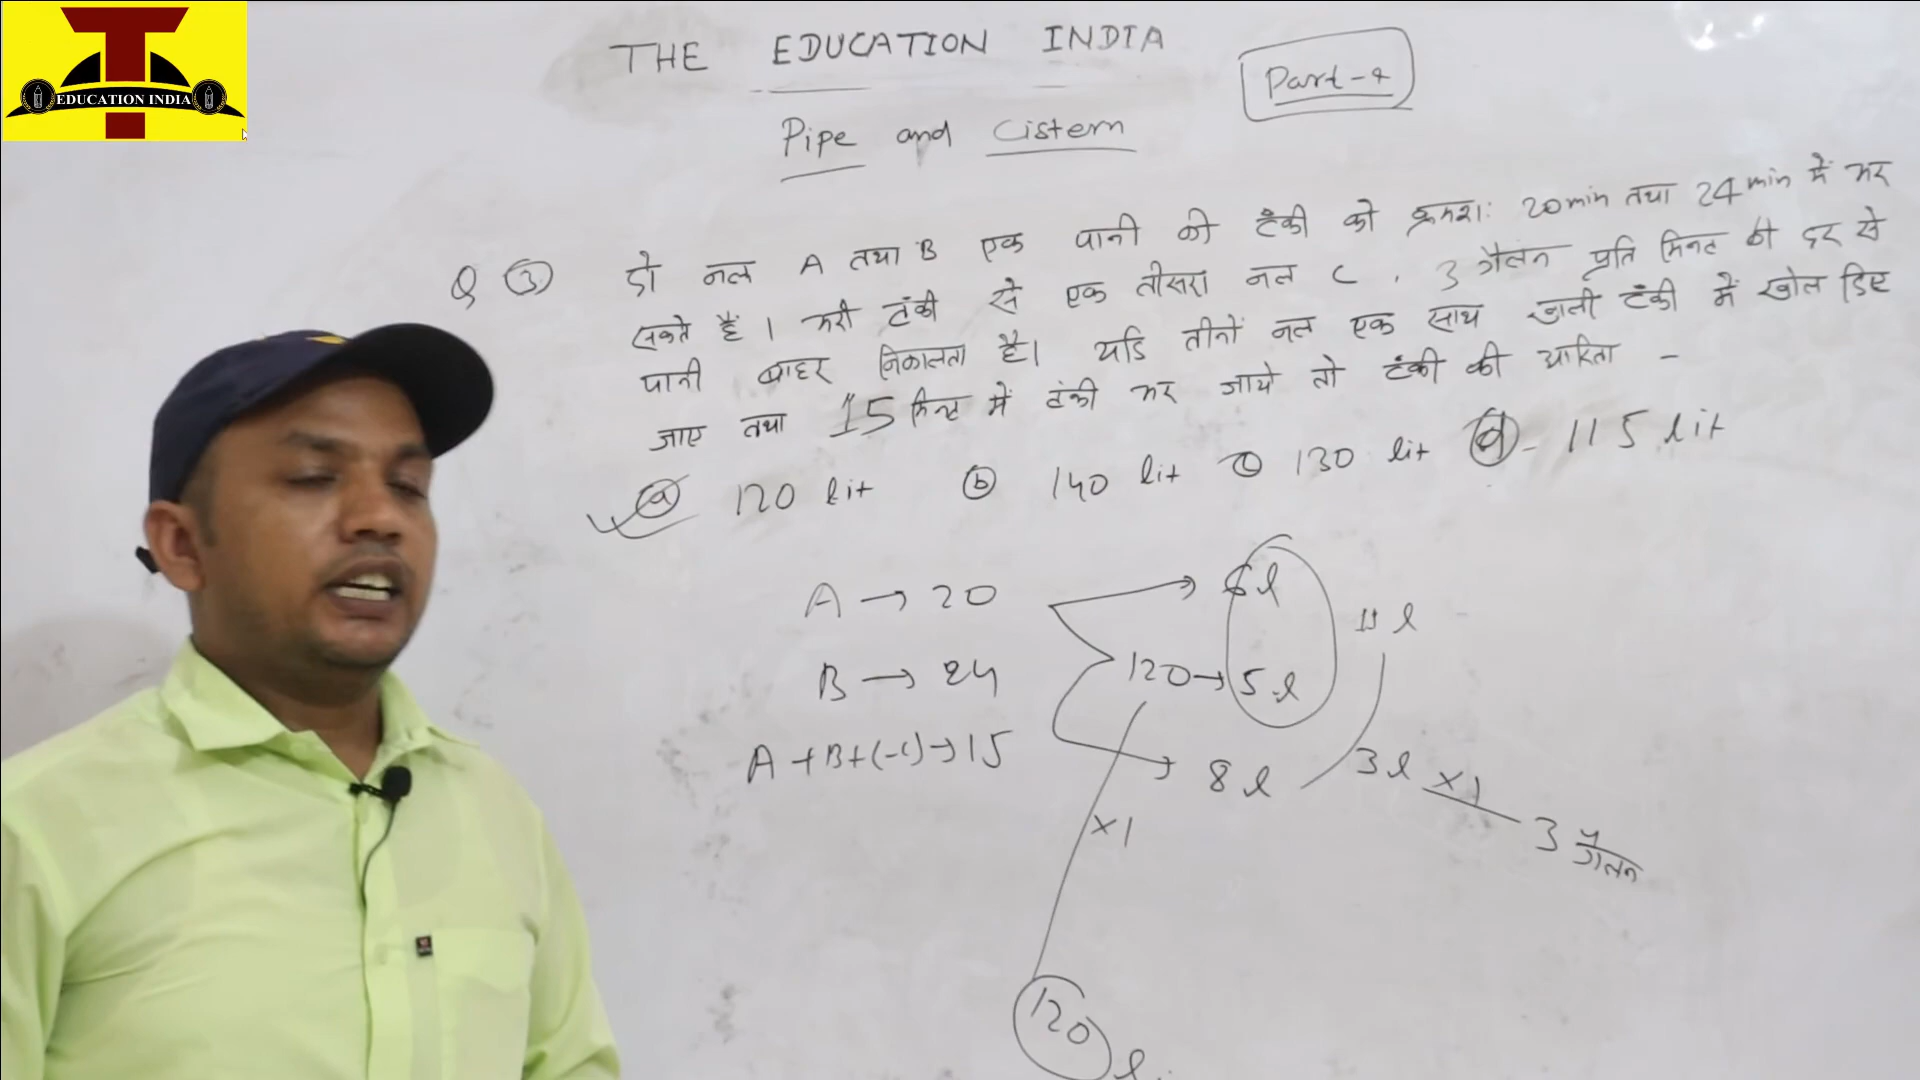 EDUCATION INDIA
THE EDUCATION INDIA
Part-4
Pipe and Cistern
Q ③ दो नल A तथा B एक पानी की टंकी को क्रमशः 20min तथा 24 min में भर
सकते हैं । भरी टंकी से एक तीसरा नल C , 3 गैलन प्रति मिनट की दर से
पानी बाहर निकालता है। यदि तीनों नल एक साथ खाली टंकी में खोल दिए
जाए तथा 15 मिनट में टंकी भर जाये तो टंकी की धारिता -
ⓐ 120 lit ⓑ 140 lit ⓒ 130 lit ⓓ - 115 lit
A → 20
6 l
11 l
B → 24
120 → 5 l
A + B + (-C) → 15
8 l
3 l x 1
3 गैलन
x 1
120 l